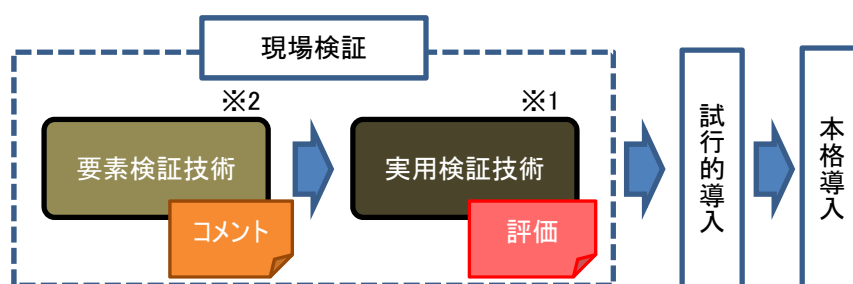 現場検証
※2
※1
要素検証技術
実用検証技術
コメント
評価
試行的導入
本格導入